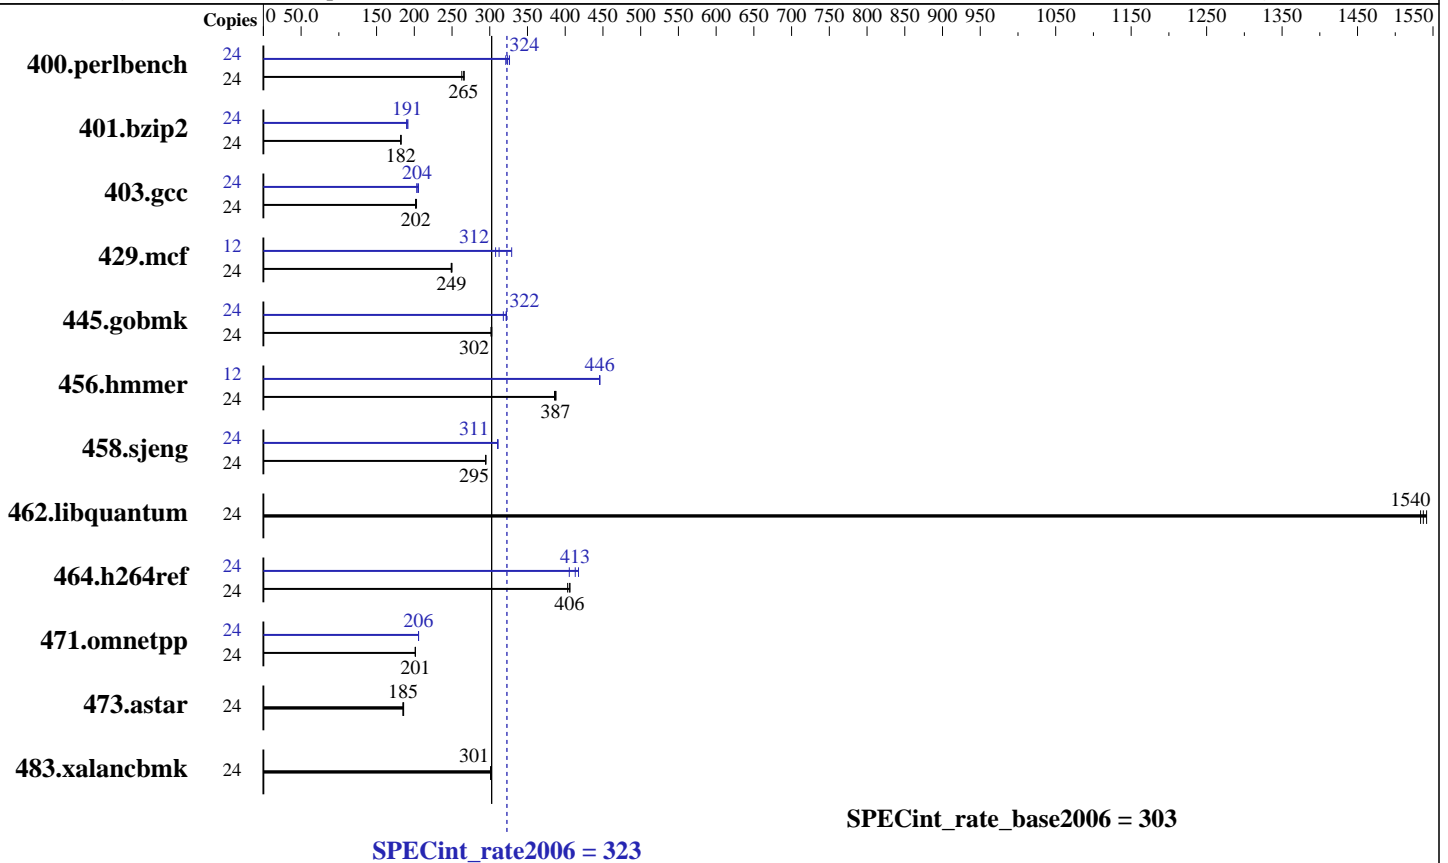 Copies 0 50.0 150 200 250 300 350 400 450 500 550 600 650 700 750 800 850 900 950 1050 1150 1250 1350 1450 1550
400.perlbench 24 324
24 265
401.bzip2 24 191
24 182
403.gcc 24 204
24 202
429.mcf 12 312
24 249
445.gobmk 24 322
24 302
456.hmmer 12 446
24 387
458.sjeng 24 311
24 295
462.libquantum 24 1540
464.h264ref 24 413
24 406
471.omnetpp 24 206
24 201
473.astar 24 185
483.xalancbmk 24 301
SPECint_rate_base2006 = 303
SPECint_rate2006 = 323